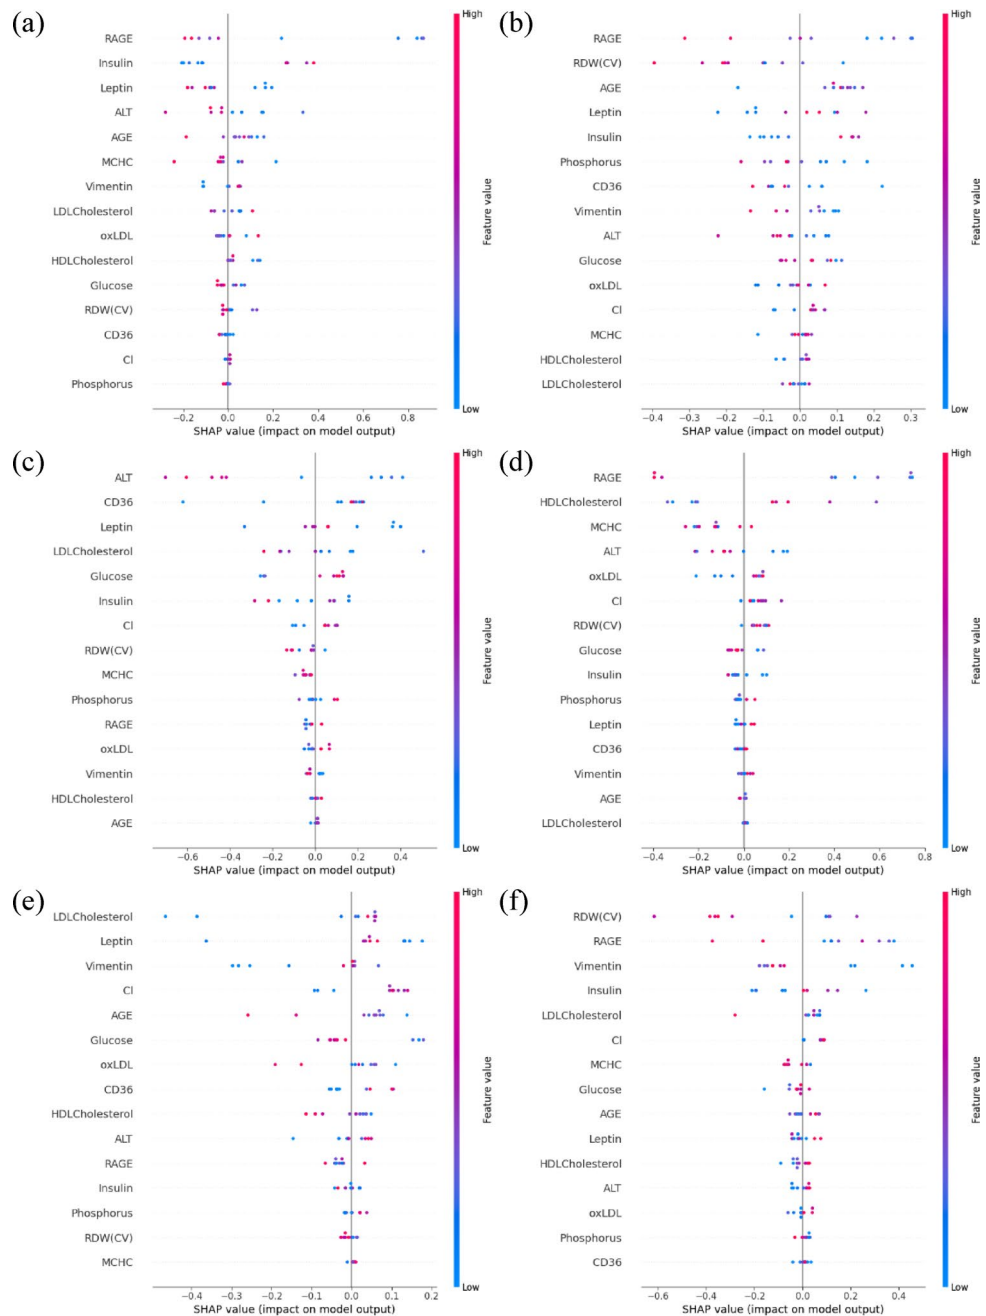 (a)
High
RAGE
Insulin
Leptin
ALT
AGE
MCHC
Vimentin
LDLCholesterol
oxLDL
HDLCholesterol
Glucose
RDW(CV)
CD36
Cl
Phosphorus
Feature value
Low
−0.2 0.0 0.2 0.4 0.6 0.8
SHAP value (impact on model output)
(b)
High
RAGE
RDW(CV)
AGE
Leptin
Insulin
Phosphorus
CD36
Vimentin
ALT
Glucose
oxLDL
Cl
MCHC
HDLCholesterol
LDLCholesterol
Feature value
Low
−0.4 −0.3 −0.2 −0.1 0.0 0.1 0.2 0.3
SHAP value (impact on model output)
(c)
High
ALT
CD36
Leptin
LDLCholesterol
Glucose
Insulin
Cl
RDW(CV)
MCHC
Phosphorus
RAGE
oxLDL
Vimentin
HDLCholesterol
AGE
Feature value
Low
−0.6 −0.4 −0.2 0.0 0.2 0.4
SHAP value (impact on model output)
(d)
High
RAGE
HDLCholesterol
MCHC
ALT
oxLDL
Cl
RDW(CV)
Glucose
Insulin
Phosphorus
Leptin
CD36
Vimentin
AGE
LDLCholesterol
Feature value
Low
−0.4 −0.2 0.0 0.2 0.4 0.6 0.8
SHAP value (impact on model output)
(e)
High
LDLCholesterol
Leptin
Vimentin
Cl
AGE
Glucose
oxLDL
CD36
HDLCholesterol
ALT
RAGE
Insulin
Phosphorus
RDW(CV)
MCHC
Feature value
Low
−0.5 −0.4 −0.3 −0.2 −0.1 0.0 0.1 0.2
SHAP value (impact on model output)
(f)
High
RDW(CV)
RAGE
Vimentin
Insulin
LDLCholesterol
Cl
MCHC
Glucose
AGE
Leptin
HDLCholesterol
ALT
oxLDL
Phosphorus
CD36
Feature value
Low
−0.6 −0.4 −0.2 0.0 0.2 0.4
SHAP value (impact on model output)